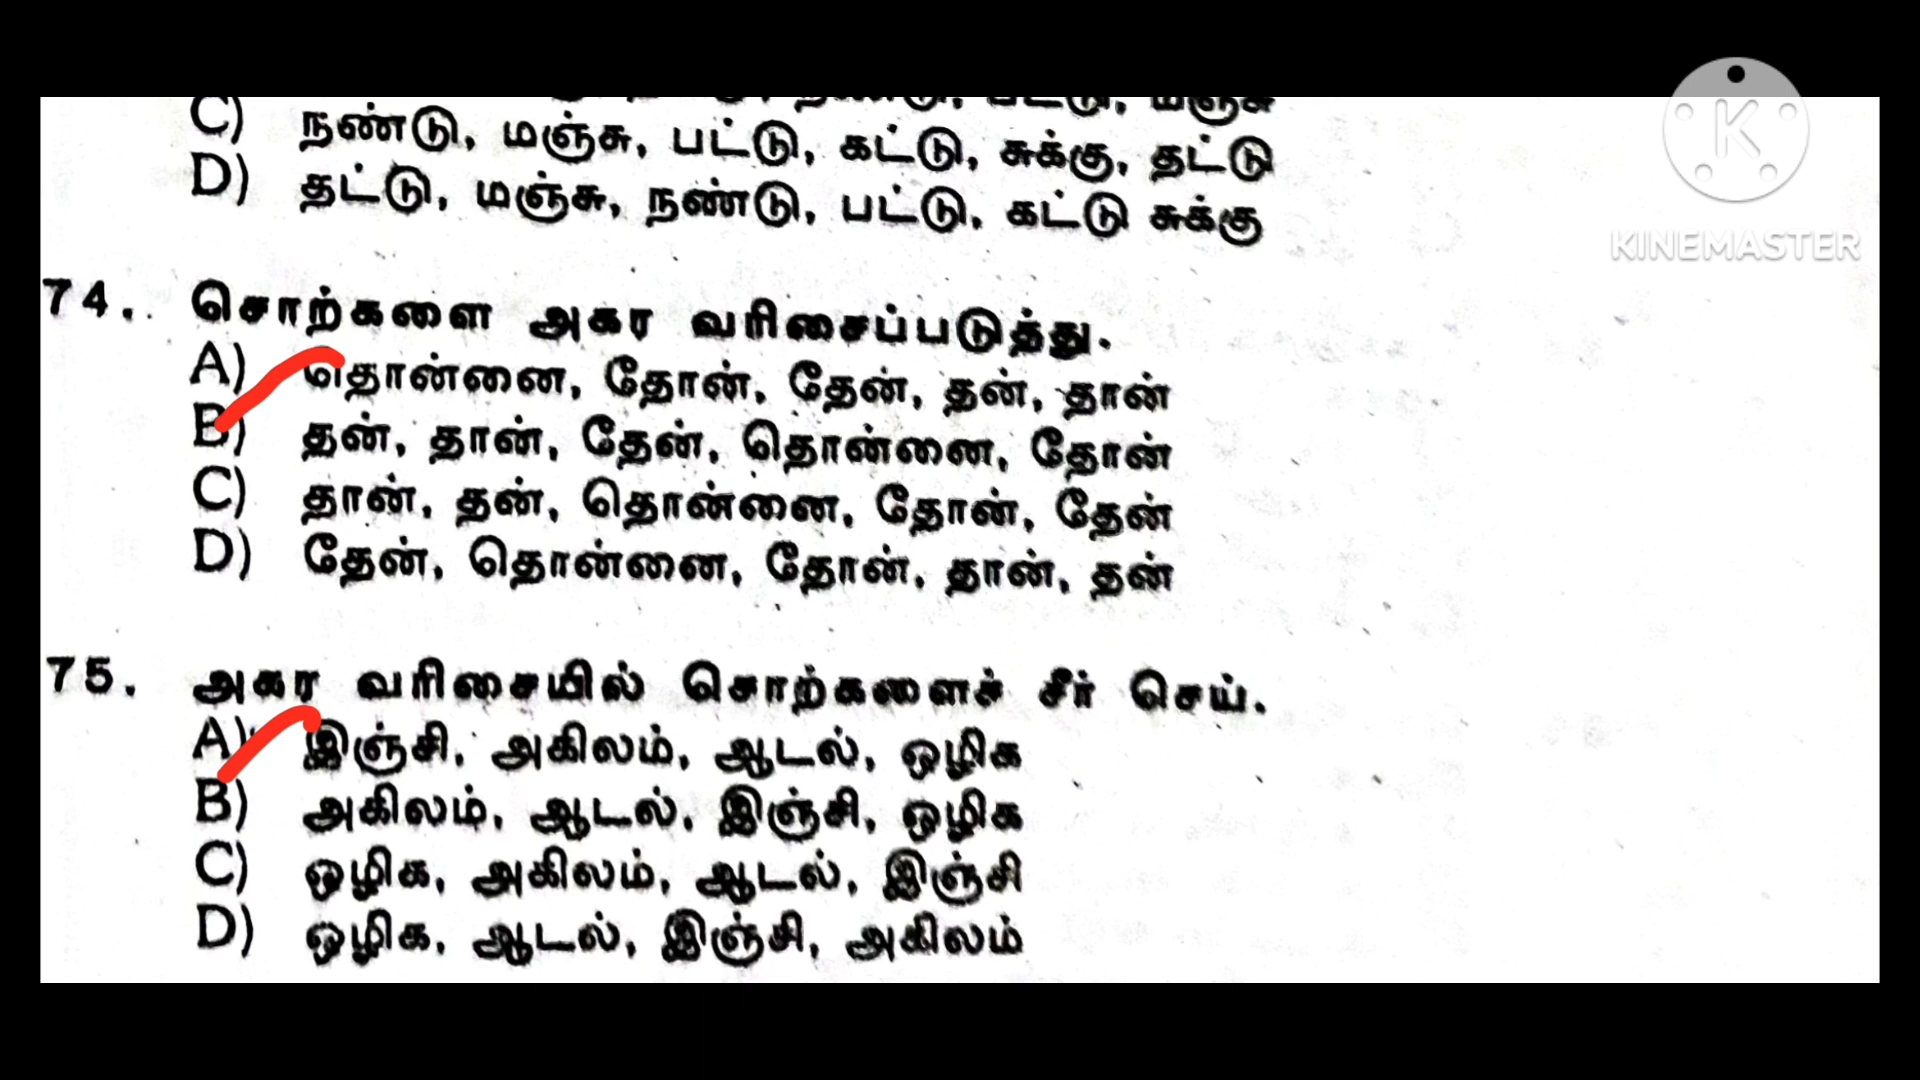 C) நண்டு, மஞ்சு, பட்டு, கட்டு, சுக்கு, தட்டு
D) தட்டு, மஞ்சு, நண்டு, பட்டு, கட்டு சுக்கு
KINEMASTER
74. சொற்களை அகர வரிசைப்படுத்து.
A) தொன்னை, தோன், தேன், தன், தான்
B) தன், தான், தேன், தொன்னை, தோன்
C) தான், தன், தொன்னை, தோன், தேன்
D) தேன், தொன்னை, தோன், தான், தன்
75. அகர வரிசையில் சொற்களைச் சீர் செய்.
A) இஞ்சி, அகிலம், ஆடல், ஒழிக
B) அகிலம், ஆடல், இஞ்சி, ஒழிக
C) ஒழிக, அகிலம், ஆடல், இஞ்சி
D) ஒழிக, ஆடல், இஞ்சி, அகிலம்